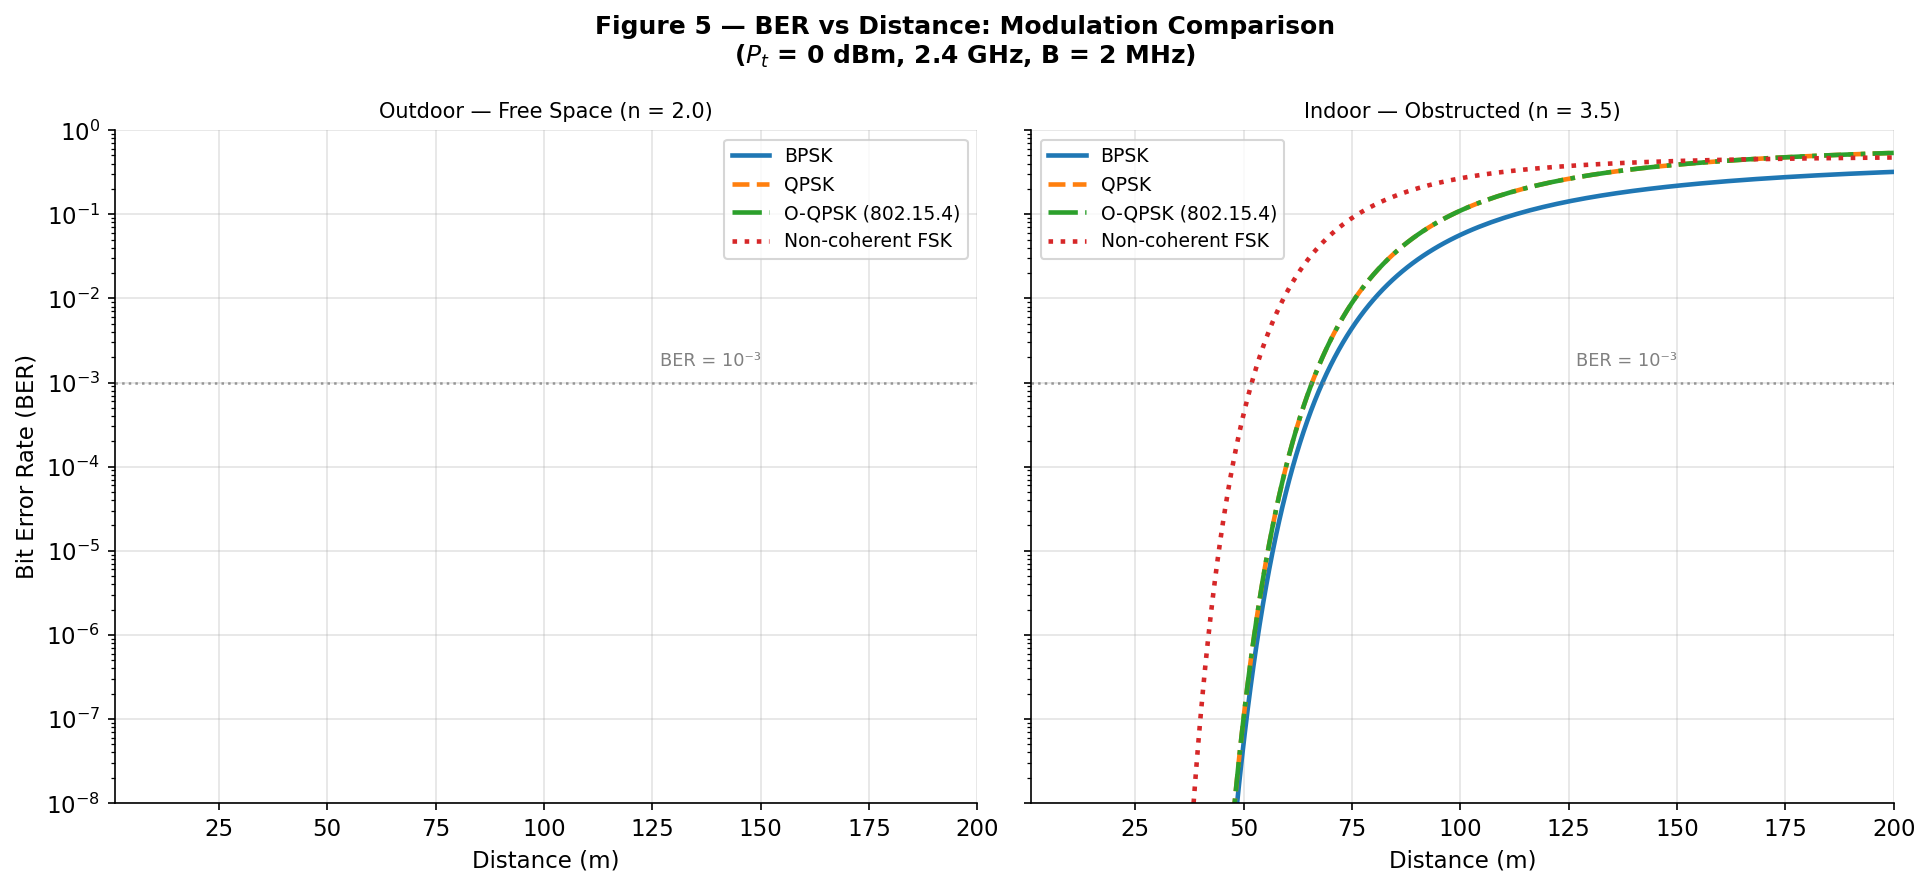 Figure 5 — BER vs Distance: Modulation Comparison
(Pₜ = 0 dBm, 2.4 GHz, B = 2 MHz)
Outdoor — Free Space (n = 2.0)
BPSK
QPSK
O-QPSK (802.15.4)
Non-coherent FSK
BER = 10⁻³
Bit Error Rate (BER)
10⁰
10⁻¹
10⁻²
10⁻³
10⁻⁴
10⁻⁵
10⁻⁶
10⁻⁷
10⁻⁸
25 50 75 100 125 150 175 200
Distance (m)
Indoor — Obstructed (n = 3.5)
BPSK
QPSK
O-QPSK (802.15.4)
Non-coherent FSK
BER = 10⁻³
25 50 75 100 125 150 175 200
Distance (m)